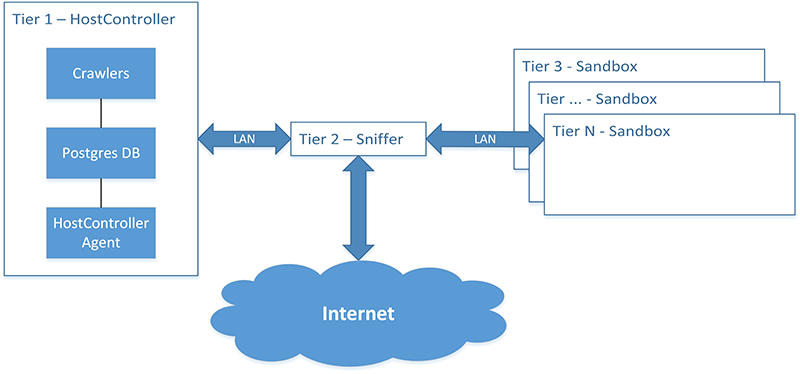 Tier 1 – HostController
Crawlers
Postgres DB
HostController
Agent
LAN
Tier 2 – Sniffer
LAN
Tier 3 - Sandbox
Tier ... - Sandbox
Tier N - Sandbox
Internet